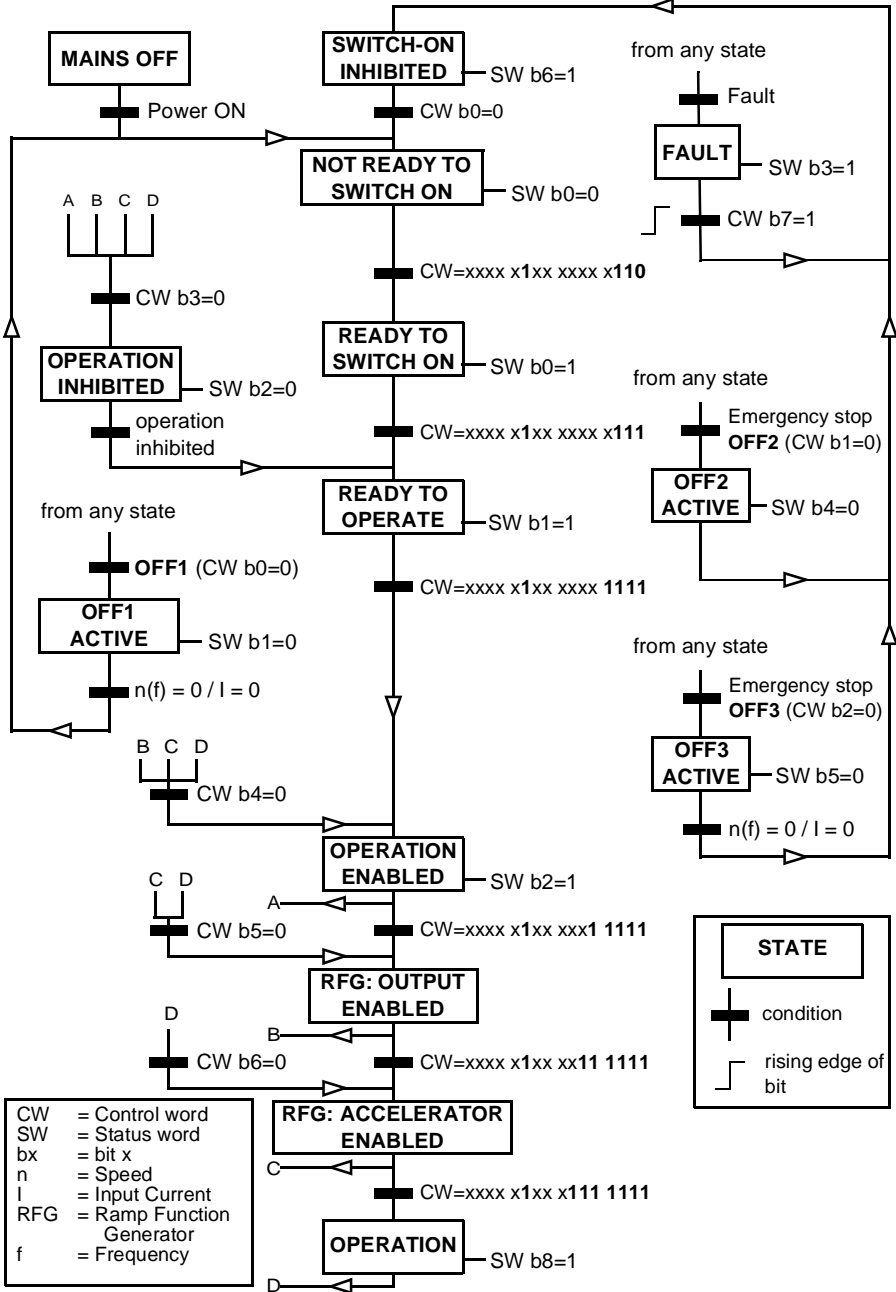 MAINS OFF
Power ON
SWITCH-ON
INHIBITED
SW b6=1
CW b0=0
from any state
Fault
FAULT
SW b3=1
CW b7=1
NOT READY TO
SWITCH ON
SW b0=0
A B C D
CW b3=0
CW=xxxx x1xx xxxx x110
OPERATION
INHIBITED
SW b2=0
operation
inhibited
READY TO
SWITCH ON
SW b0=1
CW=xxxx x1xx xxxx x111
from any state
Emergency stop
OFF2 (CW b1=0)
OFF2
ACTIVE
SW b4=0
READY TO
OPERATE
SW b1=1
from any state
OFF1 (CW b0=0)
OFF1
ACTIVE
SW b1=0
n(f) = 0 / I = 0
CW=xxxx x1xx xxxx 1111
from any state
Emergency stop
OFF3 (CW b2=0)
OFF3
ACTIVE
SW b5=0
n(f) = 0 / I = 0
B C D
CW b4=0
OPERATION
ENABLED
SW b2=1
C D
A
CW b5=0
CW=xxxx x1xx xxx1 1111
RFG: OUTPUT
ENABLED
D
B
CW b6=0
CW=xxxx x1xx xx11 1111
RFG: ACCELERATOR
ENABLED
C
CW=xxxx x1xx x111 1111
OPERATION
SW b8=1
D
STATE
condition
rising edge of
bit
CW = Control word
SW = Status word
bx = bit x
n = Speed
I = Input Current
RFG = Ramp Function
Generator
f = Frequency